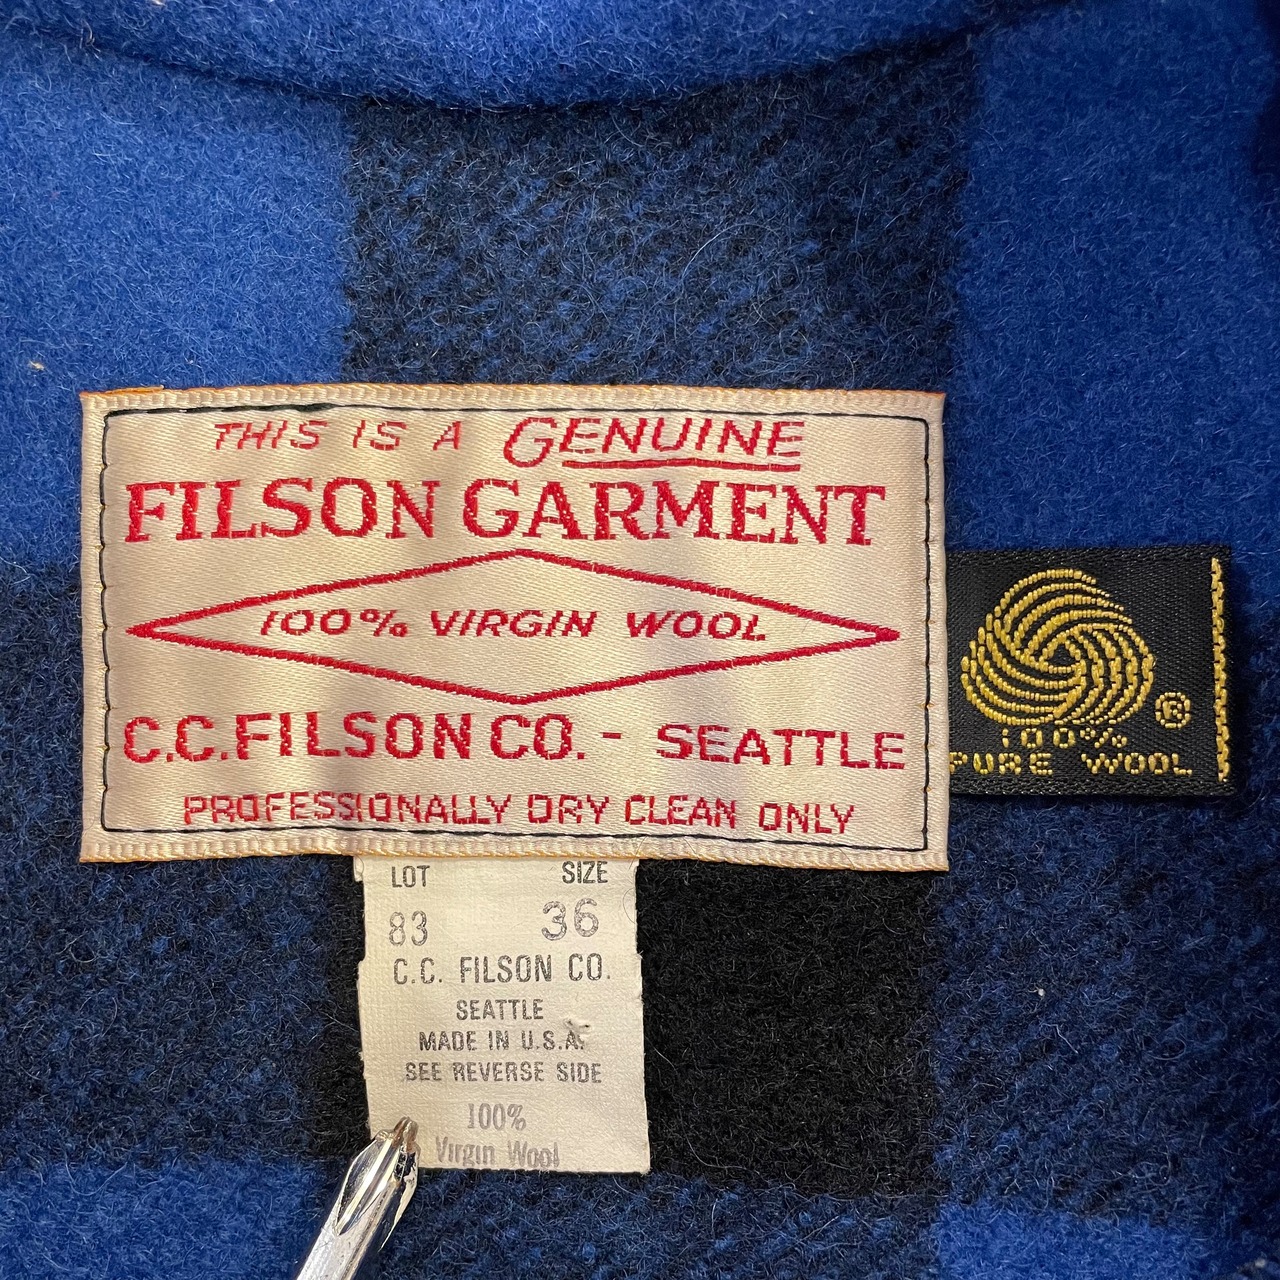 THIS IS A GENUINE
FILSON GARMENT
100% VIRGIN WOOL
C.C. FILSON CO. - SEATTLE
PROFESSIONALLY DRY CLEAN ONLY
®
100%
PURE WOOL
LOT SIZE
83 36
C.C. FILSON CO.
SEATTLE
MADE IN U.S.A.
SEE REVERSE SIDE
100%
Virgin Wool